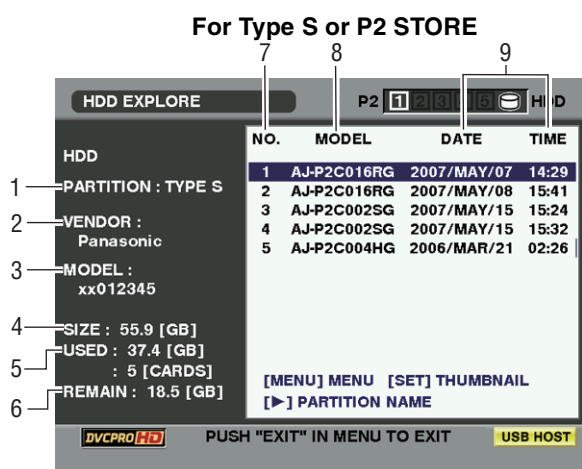 For Type S or P2 STORE
7 8 9
HDD EXPLORE P2 1 2 3 4 5 HDD
NO. MODEL DATE TIME
HDD
1 AJ-P2C016RG 2007/MAY/07 14:29
1 PARTITION : TYPE S
2 AJ-P2C016RG 2007/MAY/08 15:41
3 AJ-P2C002SG 2007/MAY/15 15:24
2 VENDOR :
4 AJ-P2C002SG 2007/MAY/15 15:32
Panasonic
5 AJ-P2C004HG 2006/MAR/21 02:26
3 MODEL :
xx012345
4 SIZE : 55.9 [GB]
5 USED : 37.4 [GB]
: 5 [CARDS]
6 REMAIN : 18.5 [GB]
[MENU] MENU [SET] THUMBNAIL
[▶] PARTITION NAME
DVCPRO HD PUSH "EXIT" IN MENU TO EXIT USB HOST